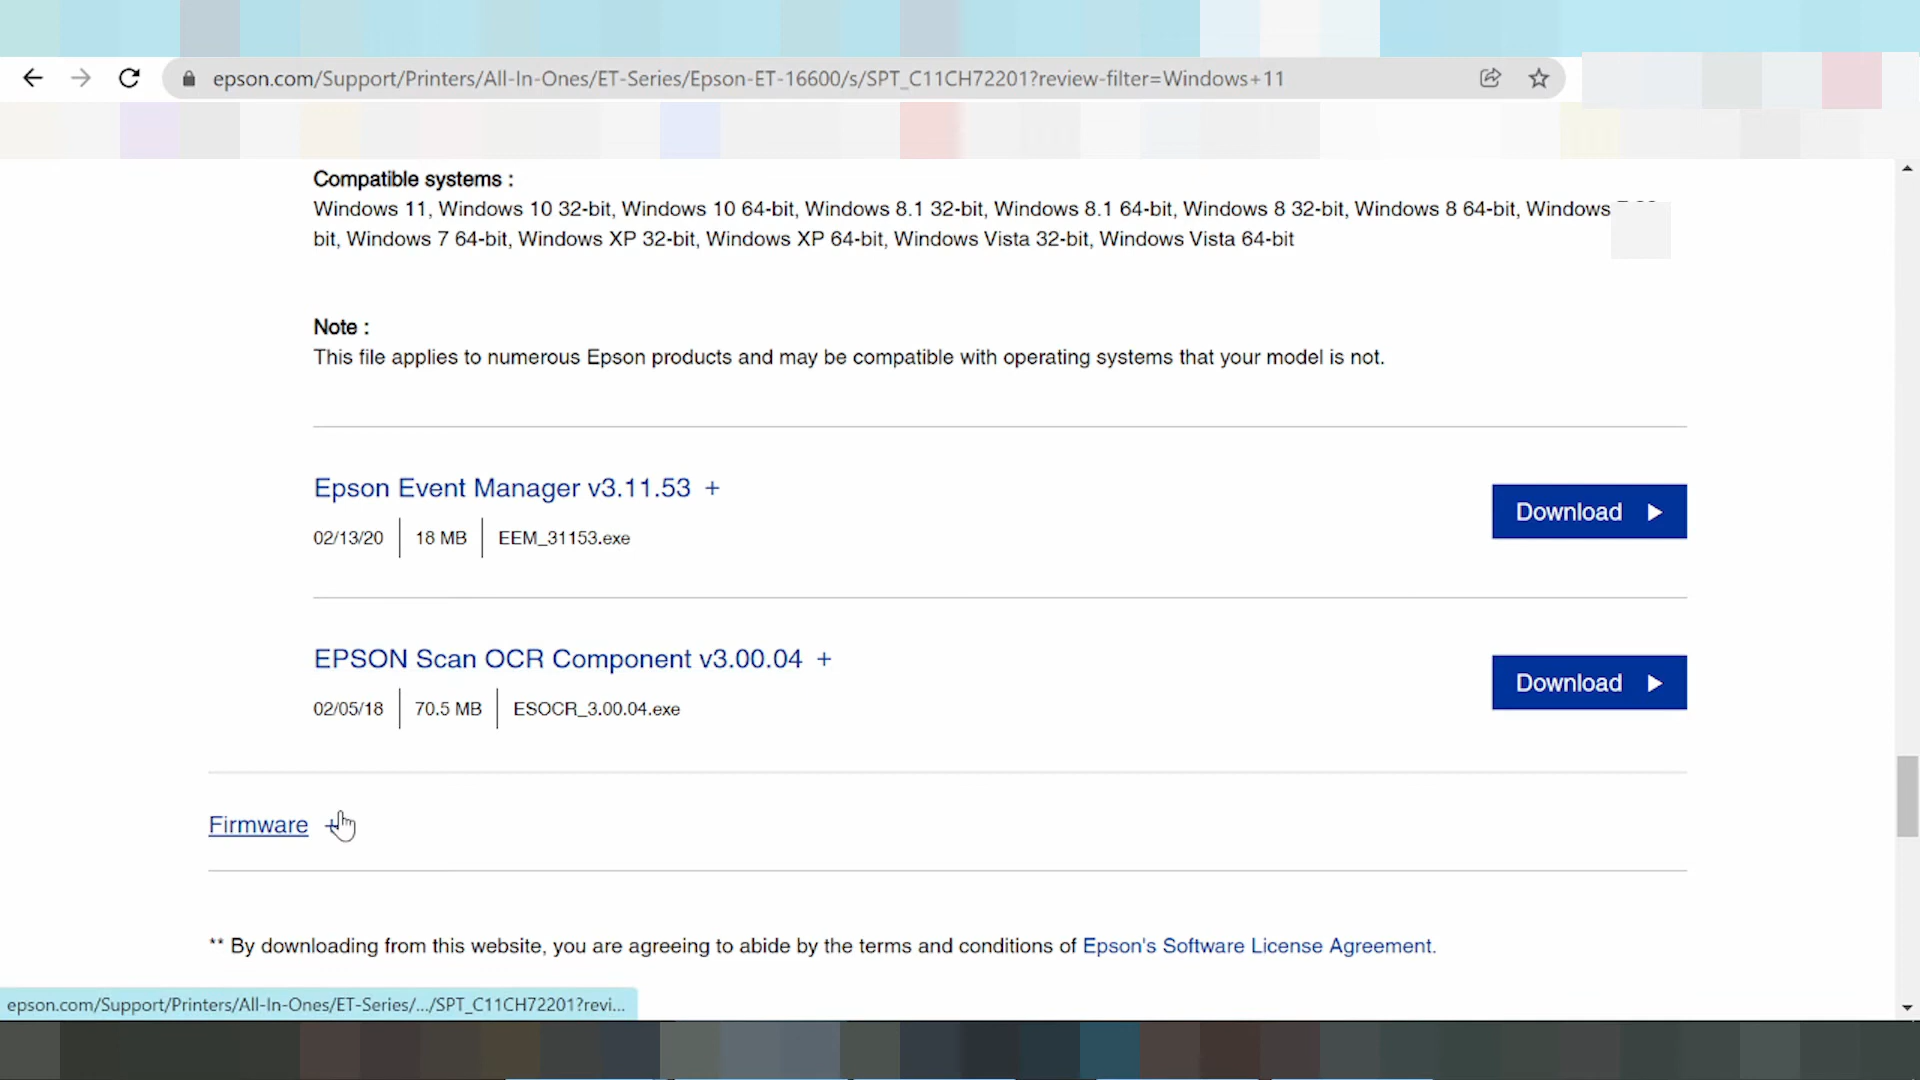 epson.com/Support/Printers/All-In-Ones/ET-Series/Epson-ET-16600/s/SPT_C11CH72201?review-filter=Windows+11
Compatible systems :
Windows 11, Windows 10 32-bit, Windows 10 64-bit, Windows 8.1 32-bit, Windows 8.1 64-bit, Windows 8 32-bit, Windows 8 64-bit, Windows
bit, Windows 7 64-bit, Windows XP 32-bit, Windows XP 64-bit, Windows Vista 32-bit, Windows Vista 64-bit
Note :
This file applies to numerous Epson products and may be compatible with operating systems that your model is not.
Epson Event Manager v3.11.53 +
Download
02/13/20 18 MB EEM_31153.exe
EPSON Scan OCR Component v3.00.04 +
Download
02/05/18 70.5 MB ESOCR_3.00.04.exe
Firmware +
** By downloading from this website, you are agreeing to abide by the terms and conditions of Epson's Software License Agreement.
epson.com/Support/Printers/All-In-Ones/ET-Series/.../SPT_C11CH72201?revi...